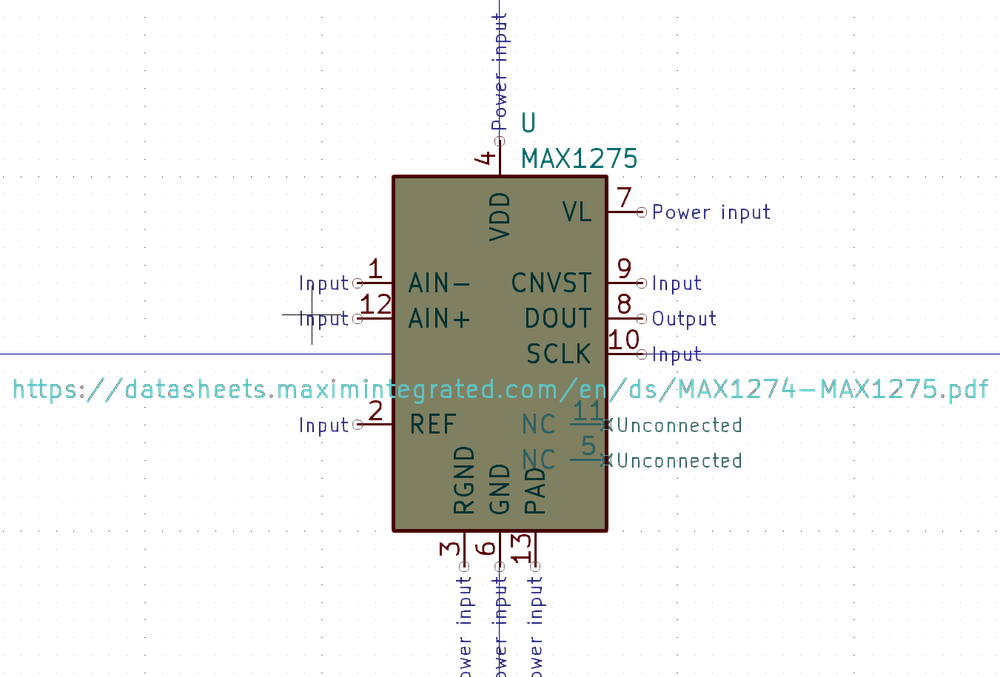 Power input
U
4
MAX1275
VDD
VL
7
Power input
Input
1
AIN−
CNVST
9
Input
Input
12
AIN+
DOUT
8
Output
SCLK
10
Input
https://datasheets.maximintegrated.com/en/ds/MAX1274–MAX1275.pdf
Input
2
REF
NC
11
Unconnected
NC
5
Unconnected
RGND
GND
PAD
3
6
13
ower input
ower input
ower input